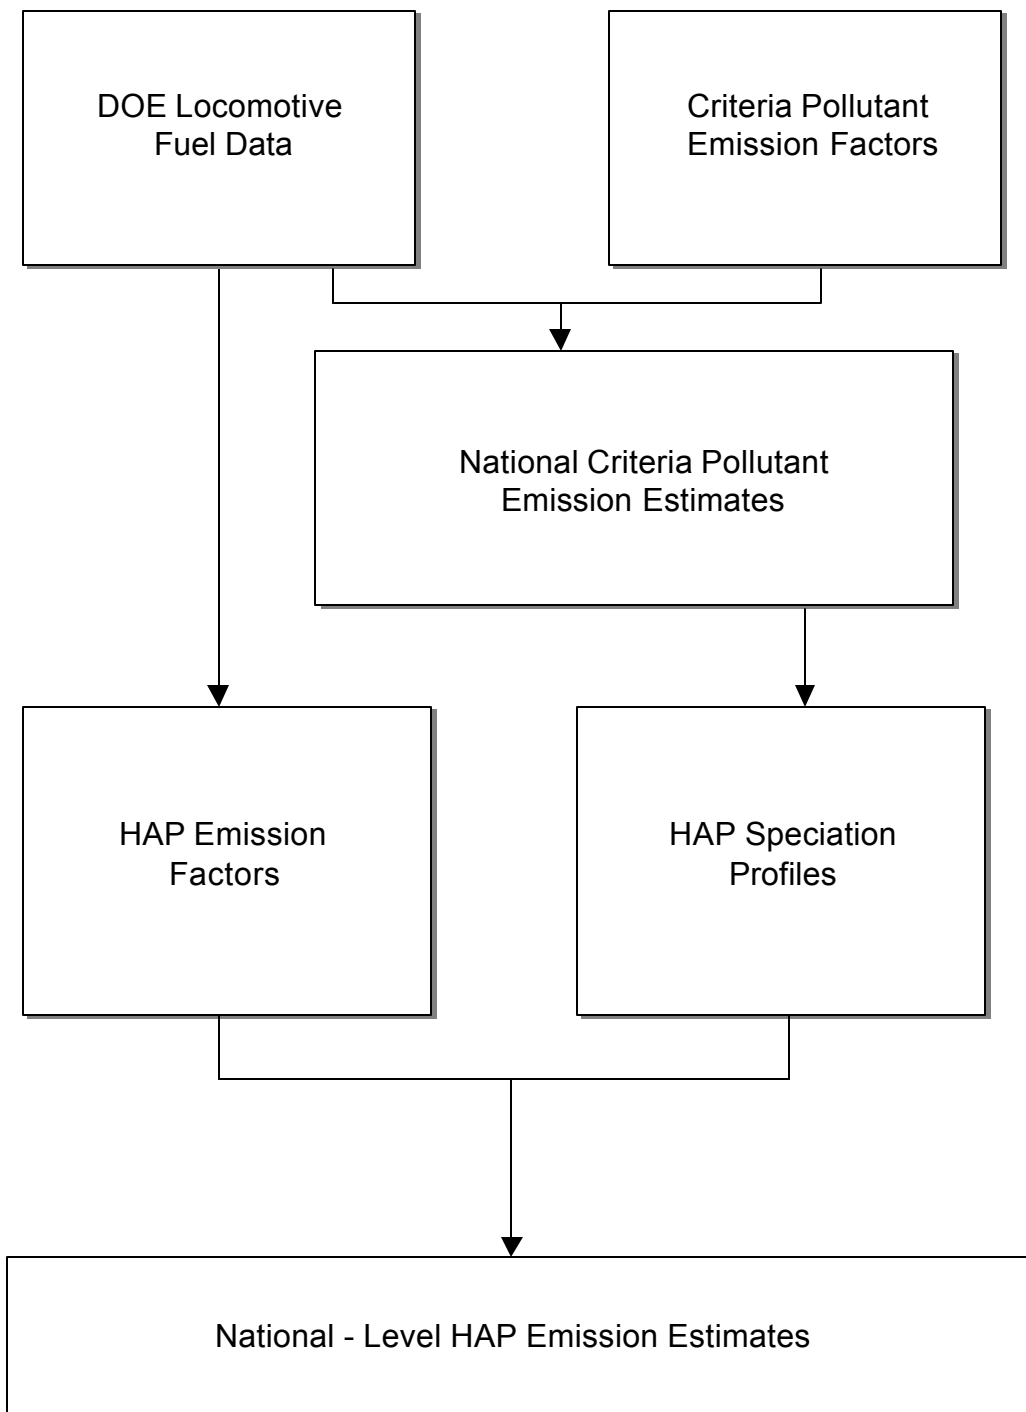 DOE Locomotive
Fuel Data
Criteria Pollutant
Emission Factors
National Criteria Pollutant
Emission Estimates
HAP Emission
Factors
HAP Speciation
Profiles
National - Level HAP Emission Estimates